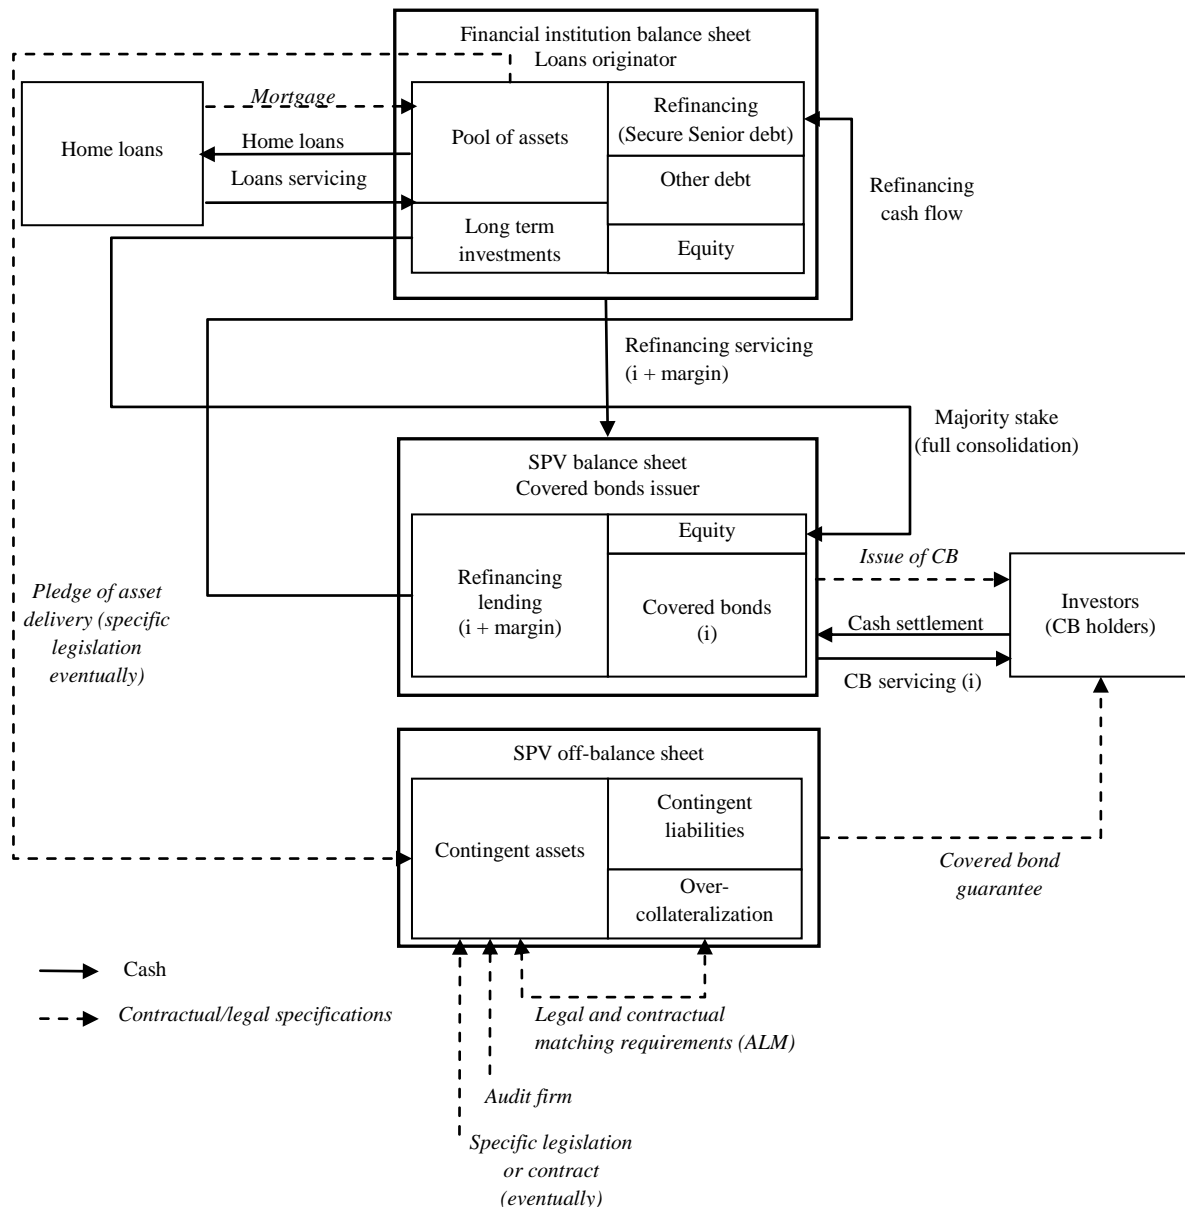 Financial institution balance sheet
Loans originator
Mortgage
Home loans
Home loans
Loans servicing
Pool of assets
Long term
investments
Refinancing
(Secure Senior debt)
Other debt
Equity
Refinancing
cash flow
Refinancing servicing
(i + margin)
Majority stake
(full consolidation)
SPV balance sheet
Covered bonds issuer
Refinancing
lending
(i + margin)
Equity
Covered bonds
(i)
Issue of CB
Cash settlement
CB servicing (i)
Investors
(CB holders)
Pledge of asset
delivery (specific
legislation
eventually)
SPV off-balance sheet
Contingent assets
Contingent
liabilities
Over-
collateralization
Covered bond
guarantee
Cash
Contractual/legal specifications
Legal and contractual
matching requirements (ALM)
Audit firm
Specific legislation
or contract
(eventually)